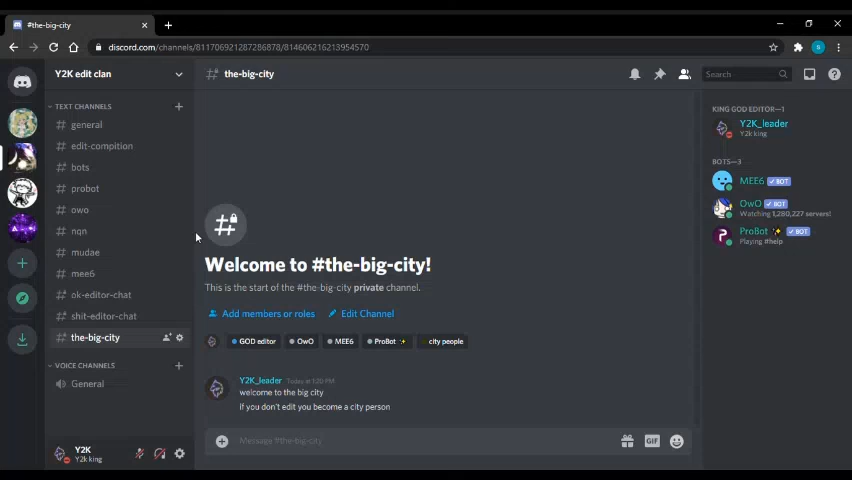 #the-big-city
discord.com/channels/811706921287286878/814606216213954570
S
Y2K edit clan
the-big-city
Search
TEXT CHANNELS
general
edit-compition
bots
probot
owo
nqn
mudae
mee6
ok-editor-chat
shit-editor-chat
the-big-city
VOICE CHANNELS
General
Y2K
Y2k king
Welcome to #the-big-city!
This is the start of the #the-big-city private channel.
Add members or roles
Edit Channel
GOD editor
OwO
MEE6
ProBot ✨
city people
Y2K_leader Today at 1:20 PM
welcome to the big city
if you don't edit you become a city person
Message #the-big-city
GIF
KING GOD EDITOR—1
Y2K_leader
Y2k king
BOTS—3
MEE6 ✓ BOT
OwO ✓ BOT
Watching 1,280,227 servers!
ProBot ✨ ✓ BOT
Playing #help